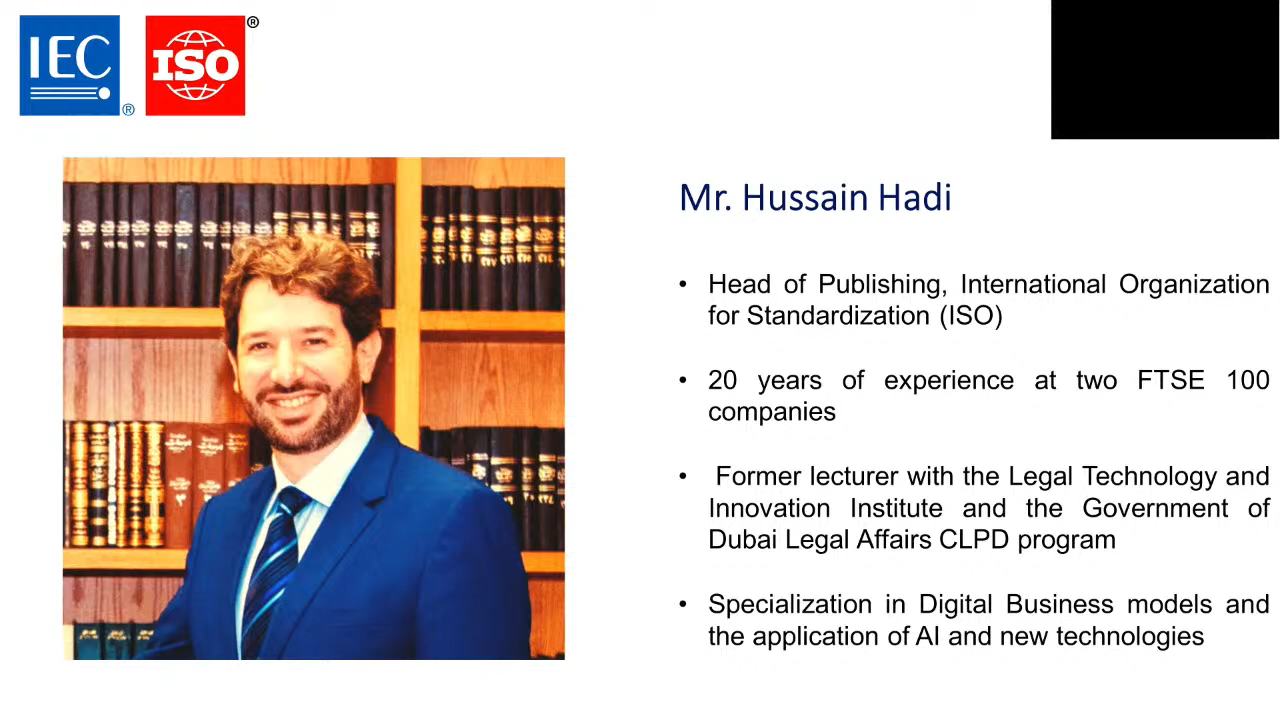 IEC
®
ISO
®
Mr. Hussain Hadi
• Head of Publishing, International Organization
for Standardization (ISO)
• 20 years of experience at two FTSE 100
companies
• Former lecturer with the Legal Technology and
Innovation Institute and the Government of
Dubai Legal Affairs CLPD program
• Specialization in Digital Business models and
the application of AI and new technologies